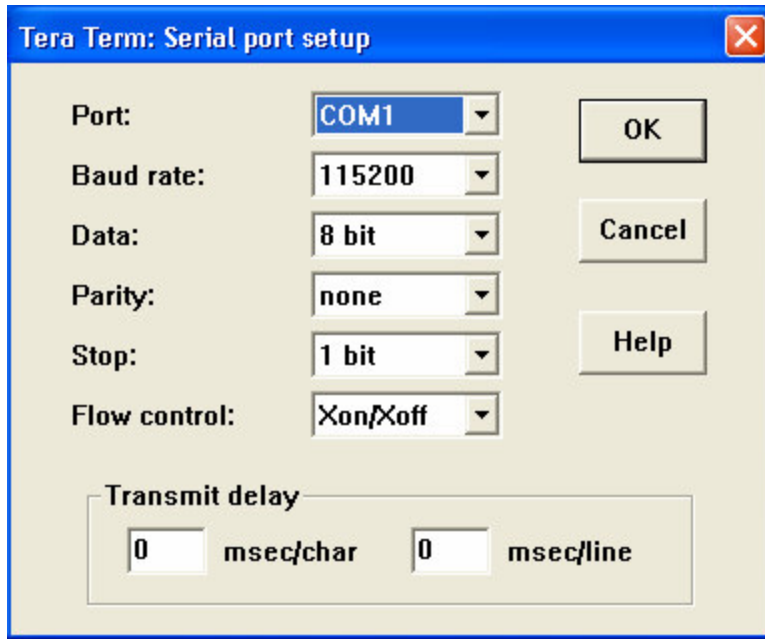 Tera Term: Serial port setup
Port: COM1 OK
Baud rate: 115200
Data: 8 bit Cancel
Parity: none
Stop: 1 bit Help
Flow control: Xon/Xoff
Transmit delay
0 msec/char 0 msec/line